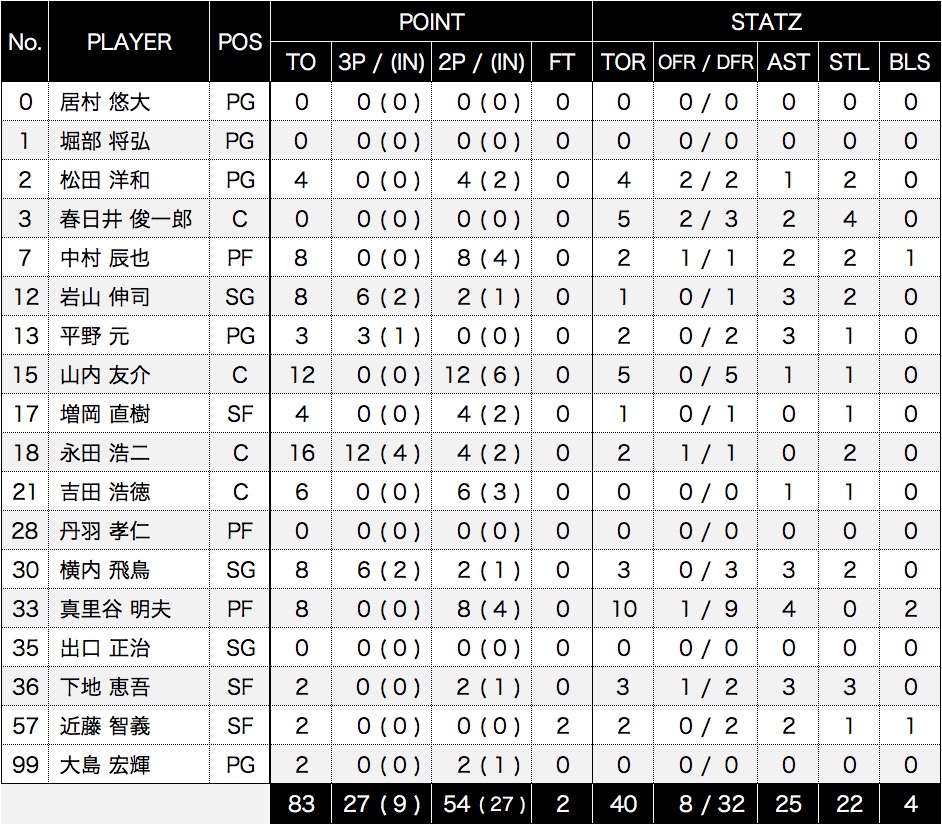 POINT STATZ
No. PLAYER POS TO 3P / (IN) 2P / (IN) FT TOR OFR / DFR AST STL BLS
0 居村 悠大 PG 0 0 ( 0 ) 0 ( 0 ) 0 0 0 / 0 0 0 0
1 堀部 将弘 PG 0 0 ( 0 ) 0 ( 0 ) 0 0 0 / 0 0 0 0
2 松田 洋和 PG 4 0 ( 0 ) 4 ( 2 ) 0 4 2 / 2 1 2 0
3 春日井 俊一郎 C 0 0 ( 0 ) 0 ( 0 ) 0 5 2 / 3 2 4 0
7 中村 辰也 PF 8 0 ( 0 ) 8 ( 4 ) 0 2 1 / 1 2 2 1
12 岩山 伸司 SG 8 6 ( 2 ) 2 ( 1 ) 0 1 0 / 1 3 2 0
13 平野 元 PG 3 3 ( 1 ) 0 ( 0 ) 0 2 0 / 2 3 1 0
15 山内 友介 C 12 0 ( 0 ) 12 ( 6 ) 0 5 0 / 5 1 1 0
17 増岡 直樹 SF 4 0 ( 0 ) 4 ( 2 ) 0 1 0 / 1 0 1 0
18 永田 浩二 C 16 12 ( 4 ) 4 ( 2 ) 0 2 1 / 1 0 2 0
21 吉田 浩徳 C 6 0 ( 0 ) 6 ( 3 ) 0 0 0 / 0 1 1 0
28 丹羽 孝仁 PF 0 0 ( 0 ) 0 ( 0 ) 0 0 0 / 0 0 0 0
30 横内 飛鳥 SG 8 6 ( 2 ) 2 ( 1 ) 0 3 0 / 3 3 2 0
33 真里谷 明夫 PF 8 0 ( 0 ) 8 ( 4 ) 0 10 1 / 9 4 0 2
35 出口 正治 SG 0 0 ( 0 ) 0 ( 0 ) 0 0 0 / 0 0 0 0
36 下地 恵吾 SF 2 0 ( 0 ) 2 ( 1 ) 0 3 1 / 2 3 3 0
57 近藤 智義 SF 2 0 ( 0 ) 0 ( 0 ) 2 2 0 / 2 2 1 1
99 大島 宏輝 PG 2 0 ( 0 ) 2 ( 1 ) 0 0 0 / 0 0 0 0
83 27 ( 9 ) 54 ( 27 ) 2 40 8 / 32 25 22 4